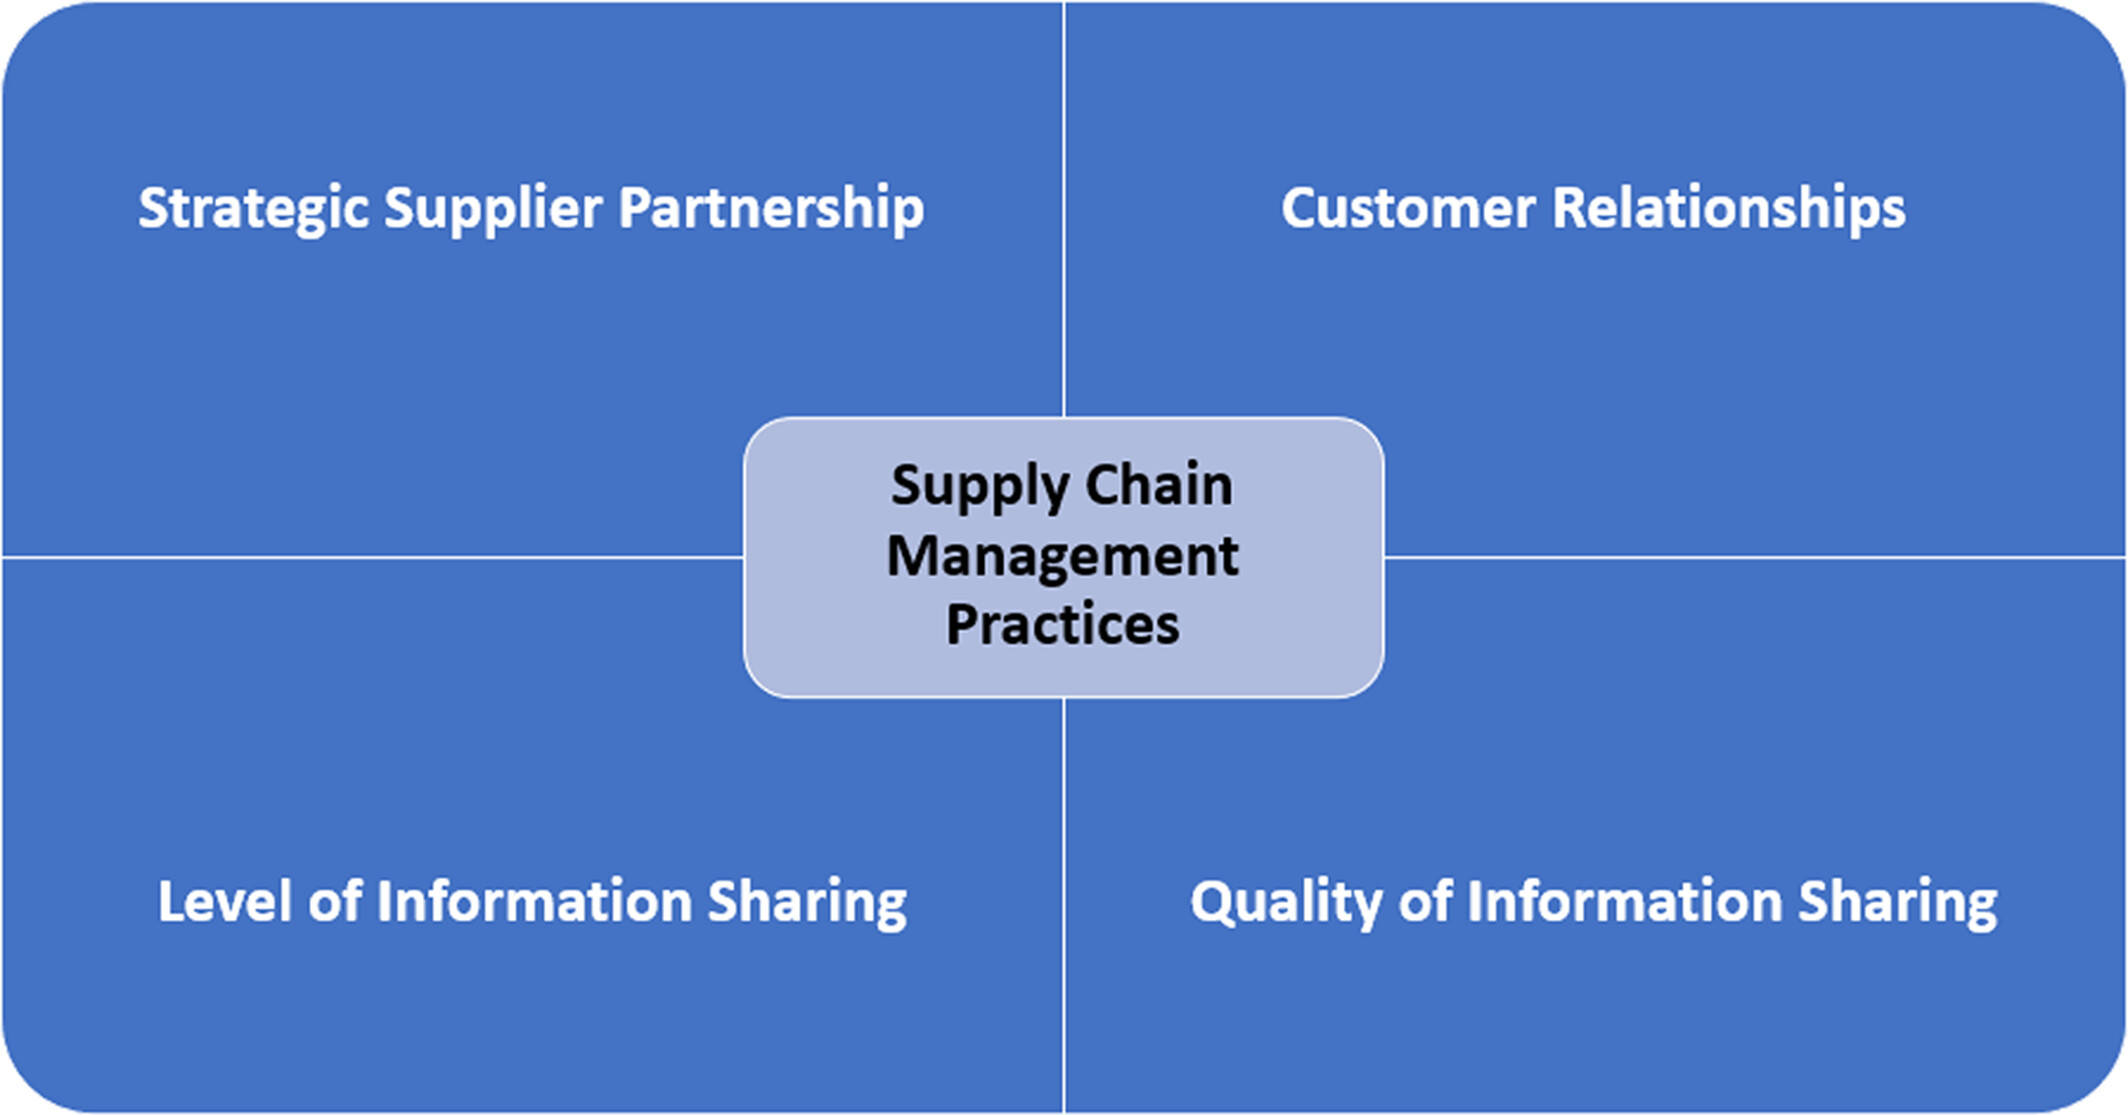 Strategic Supplier Partnership
Customer Relationships
Supply Chain
Management
Practices
Level of Information Sharing
Quality of Information Sharing